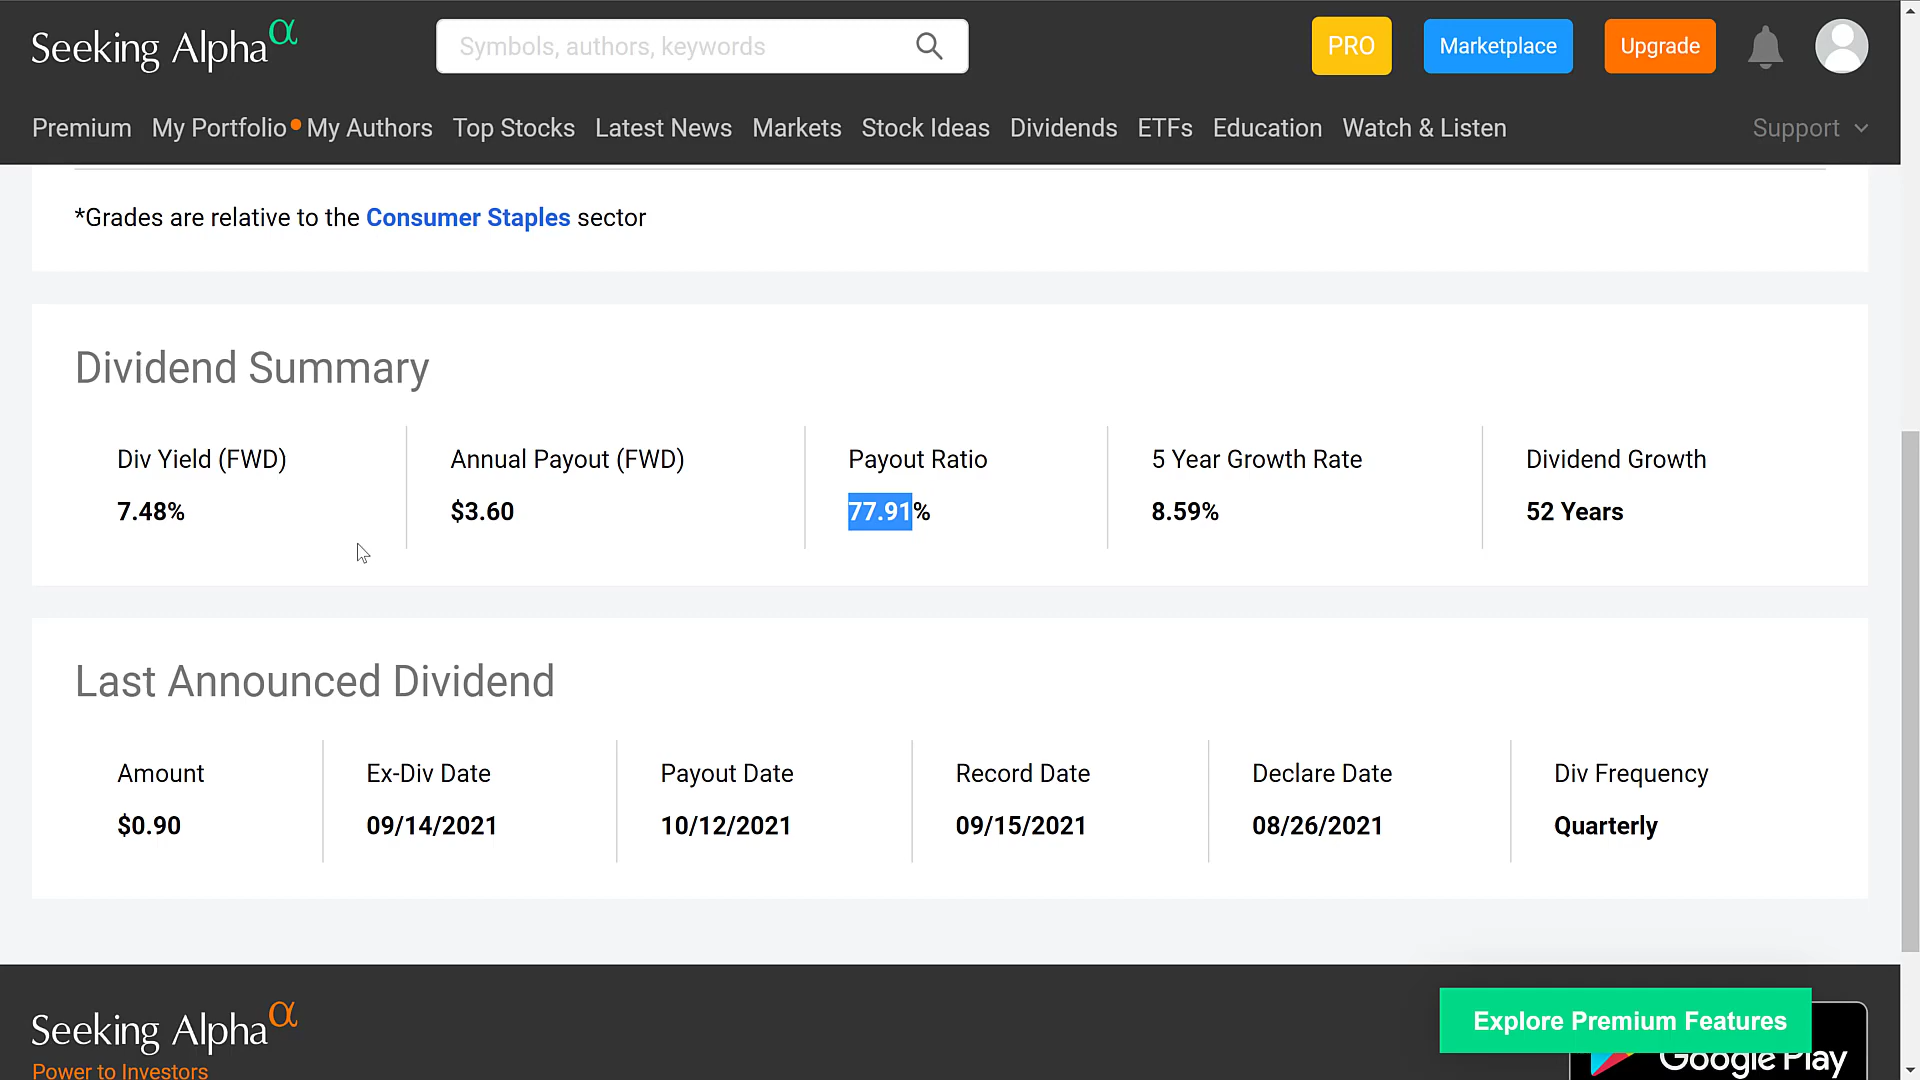 Seeking Alpha α
Symbols, authors, keywords
PRO
Marketplace
Upgrade
Premium My Portfolio My Authors Top Stocks Latest News Markets Stock Ideas Dividends ETFs Education Watch & Listen Support
*Grades are relative to the Consumer Staples sector
Dividend Summary
Div Yield (FWD) Annual Payout (FWD) Payout Ratio 5 Year Growth Rate Dividend Growth
7.48% $3.60 77.91% 8.59% 52 Years
Last Announced Dividend
Amount Ex-Div Date Payout Date Record Date Declare Date Div Frequency
$0.90 09/14/2021 10/12/2021 09/15/2021 08/26/2021 Quarterly
Seeking Alpha α
Power to Investors
Explore Premium Features
Google Play